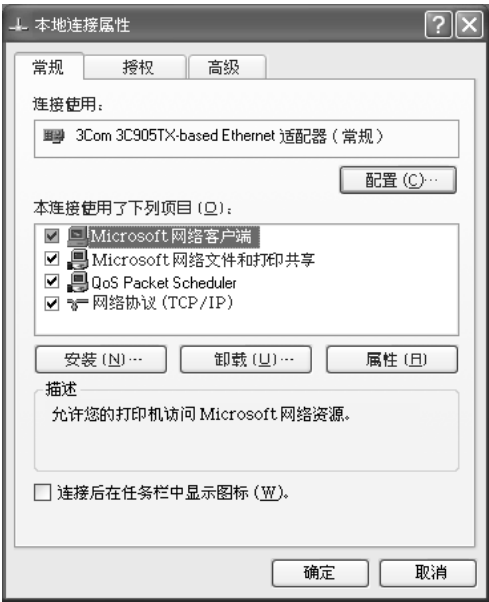 本地连接属性
常规 授权 高级
连接使用:
3Com 3C905TX-based Ethernet 适配器(常规)
配置(C)…
本连接使用了下列项目(O):
Microsoft 网络客户端
Microsoft 网络文件和打印共享
QoS Packet Scheduler
网络协议(TCP/IP)
安装(N)… 卸载(U)… 属性(R)
描述
允许您的打印机访问 Microsoft 网络资源。
连接后在任务栏中显示图标(W)。
确定 取消